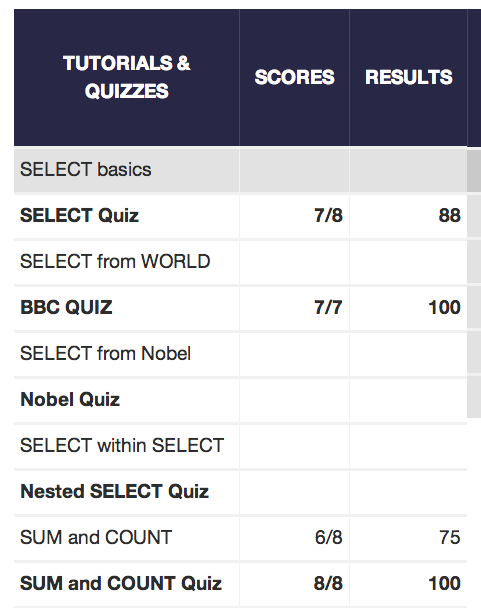 TUTORIALS &
QUIZZES
SCORES
RESULTS
SELECT basics
SELECT Quiz 7/8 88
SELECT from WORLD
BBC QUIZ 7/7 100
SELECT from Nobel
Nobel Quiz
SELECT within SELECT
Nested SELECT Quiz
SUM and COUNT 6/8 75
SUM and COUNT Quiz 8/8 100